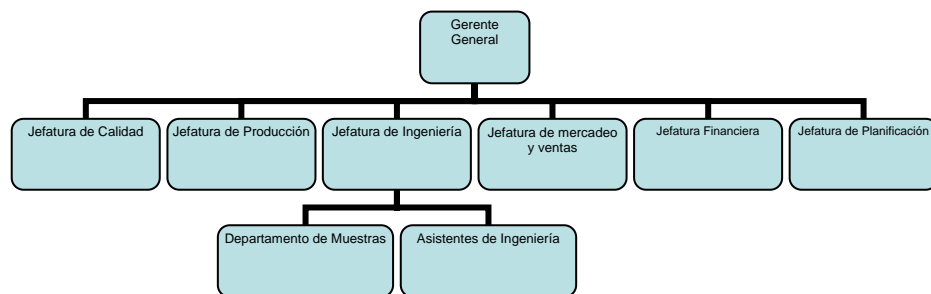 Gerente
General
Jefatura de Calidad
Jefatura de Producción
Jefatura de Ingeniería
Jefatura de mercadeo
y ventas
Jefatura Financiera
Jefatura de Planificación
Departamento de Muestras
Asistentes de Ingeniería